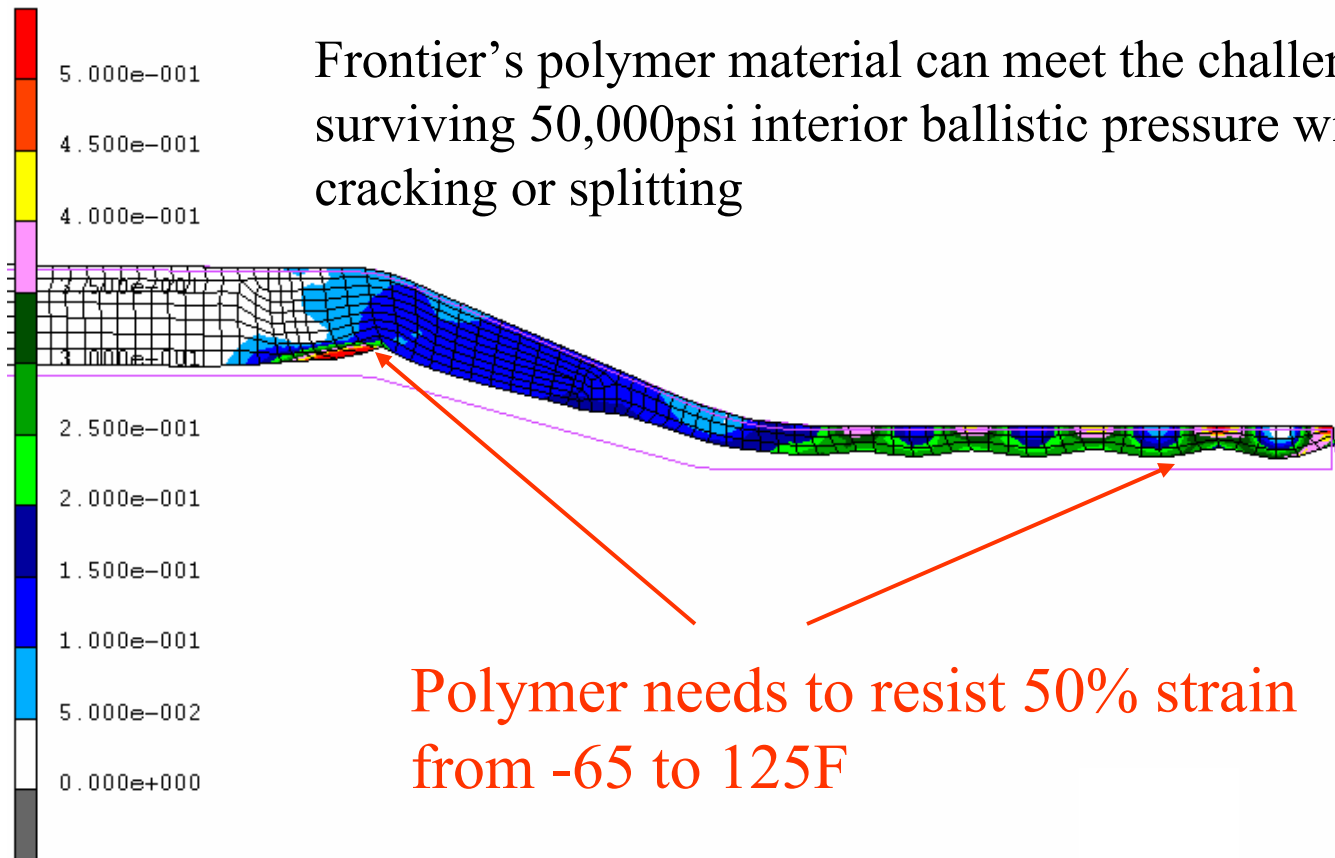 Frontier’s polymer material can meet the
surviving 50,000psi interior ballistic pressure
cracking or splitting
5.000e-001
4.500e-001
4.000e-001
3.000e-001
2.500e-001
2.000e-001
1.500e-001
1.000e-001
5.000e-002
0.000e+000
Polymer needs to resist 50% strain
from -65 to 125F